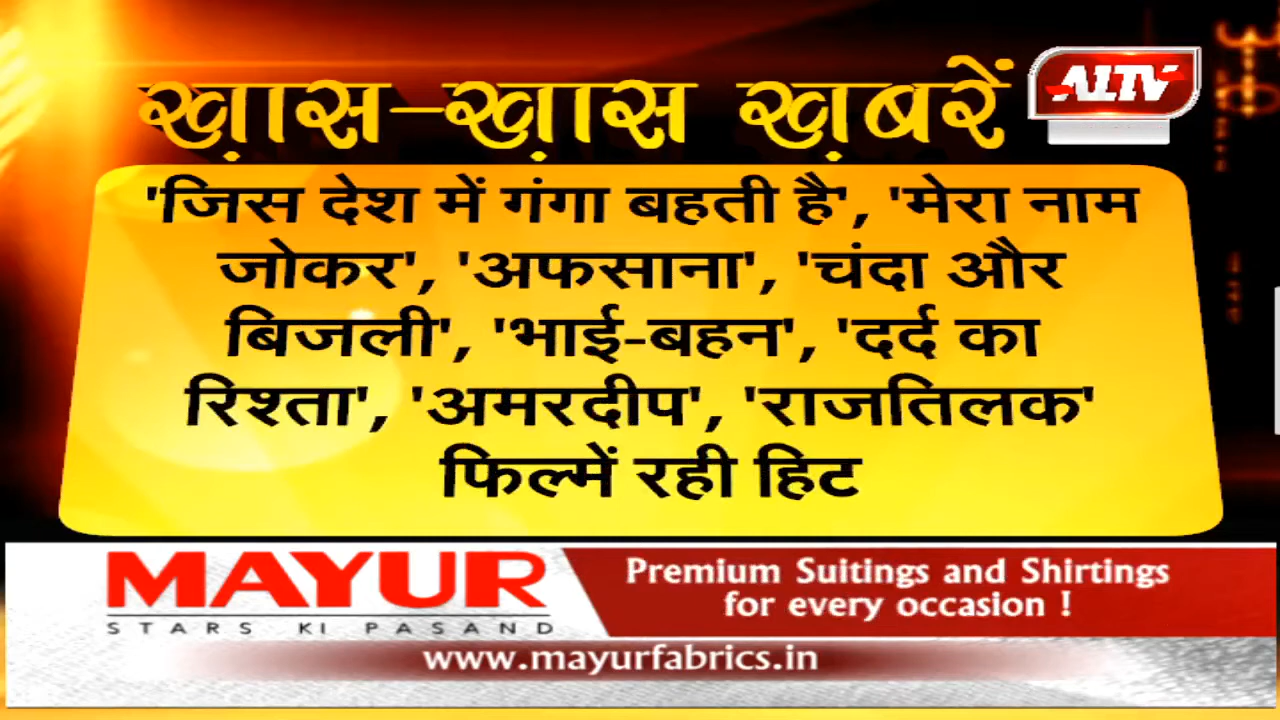 ख़ास-ख़ास ख़बरें
ALTV
'जिस देश में गंगा बहती है', 'मेरा नाम
जोकर', 'अफसाना', 'चंदा और
बिजली', 'भाई-बहन', 'दर्द का
रिश्ता', 'अमरदीप', 'राजतिलक'
फिल्में रही हिट
MAYUR
STARS KI PASAND
Premium Suitings and Shirtings
for every occasion !
www.mayurfabrics.in